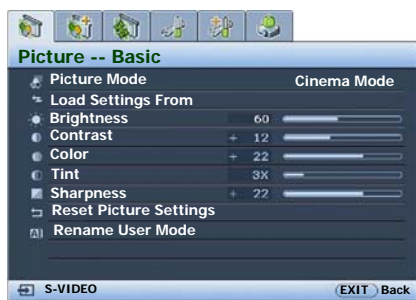 Picture -- Basic
Picture Mode Cinema Mode
Load Settings From
Brightness 60
Contrast + 12
Color + 22
Tint 3X
Sharpness + 22
Reset Picture Settings
Rename User Mode
S-VIDEO EXIT Back